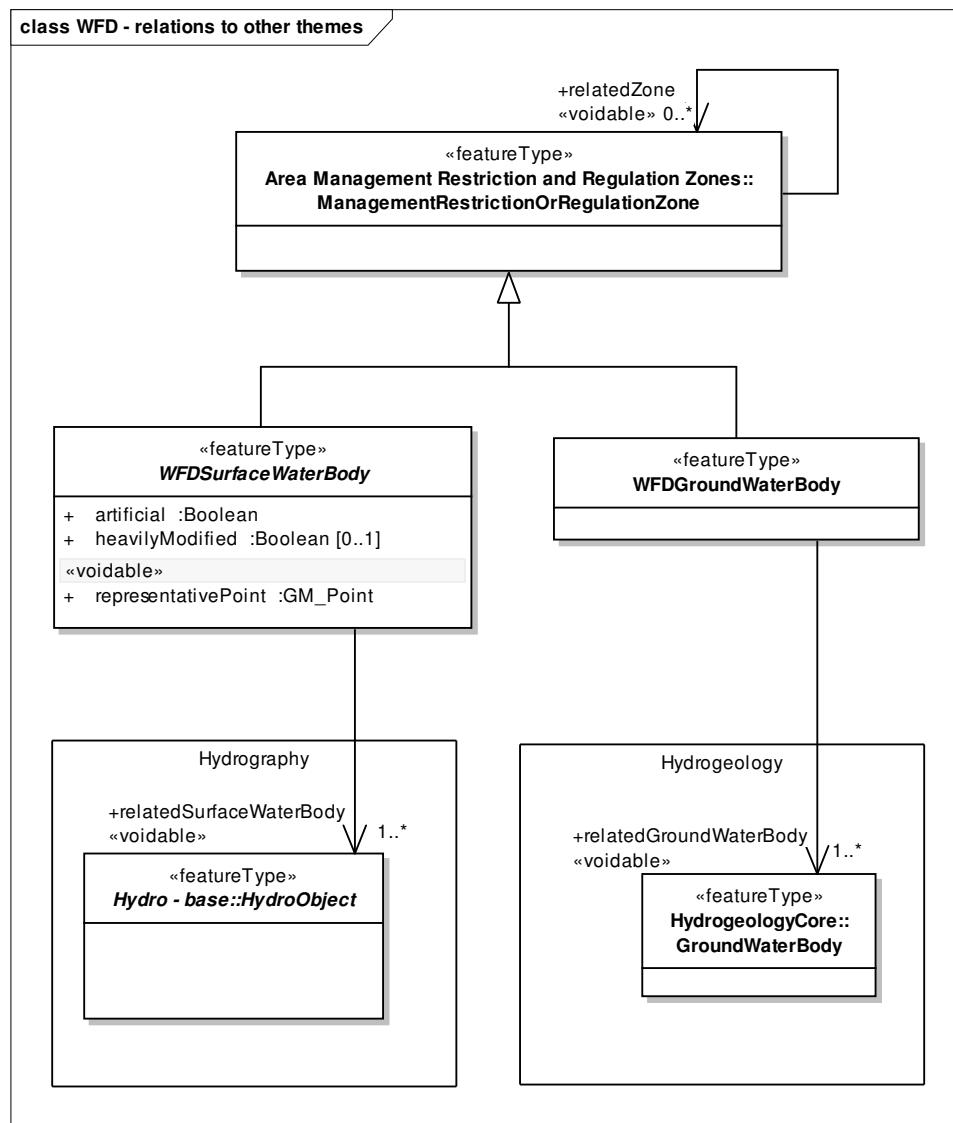 class WFD - relations to other themes
+relatedZone
«voidable» 0..*
«featureType»
Area Management Restriction and Regulation Zones::
ManagementRestrictionOrRegulationZone
«featureType»
WFDSurfaceWaterBody
+ artificial :Boolean
+ heavilyModified :Boolean [0..1]
«voidable»
+ representativePoint :GM_Point
«featureType»
WFDGroundWaterBody
Hydrography
+relatedSurfaceWaterBody
«voidable» 1..*
«featureType»
Hydro - base::HydroObject
Hydrogeology
+relatedGroundWaterBody
«voidable» 1..*
«featureType»
HydrogeologyCore::
GroundWaterBody